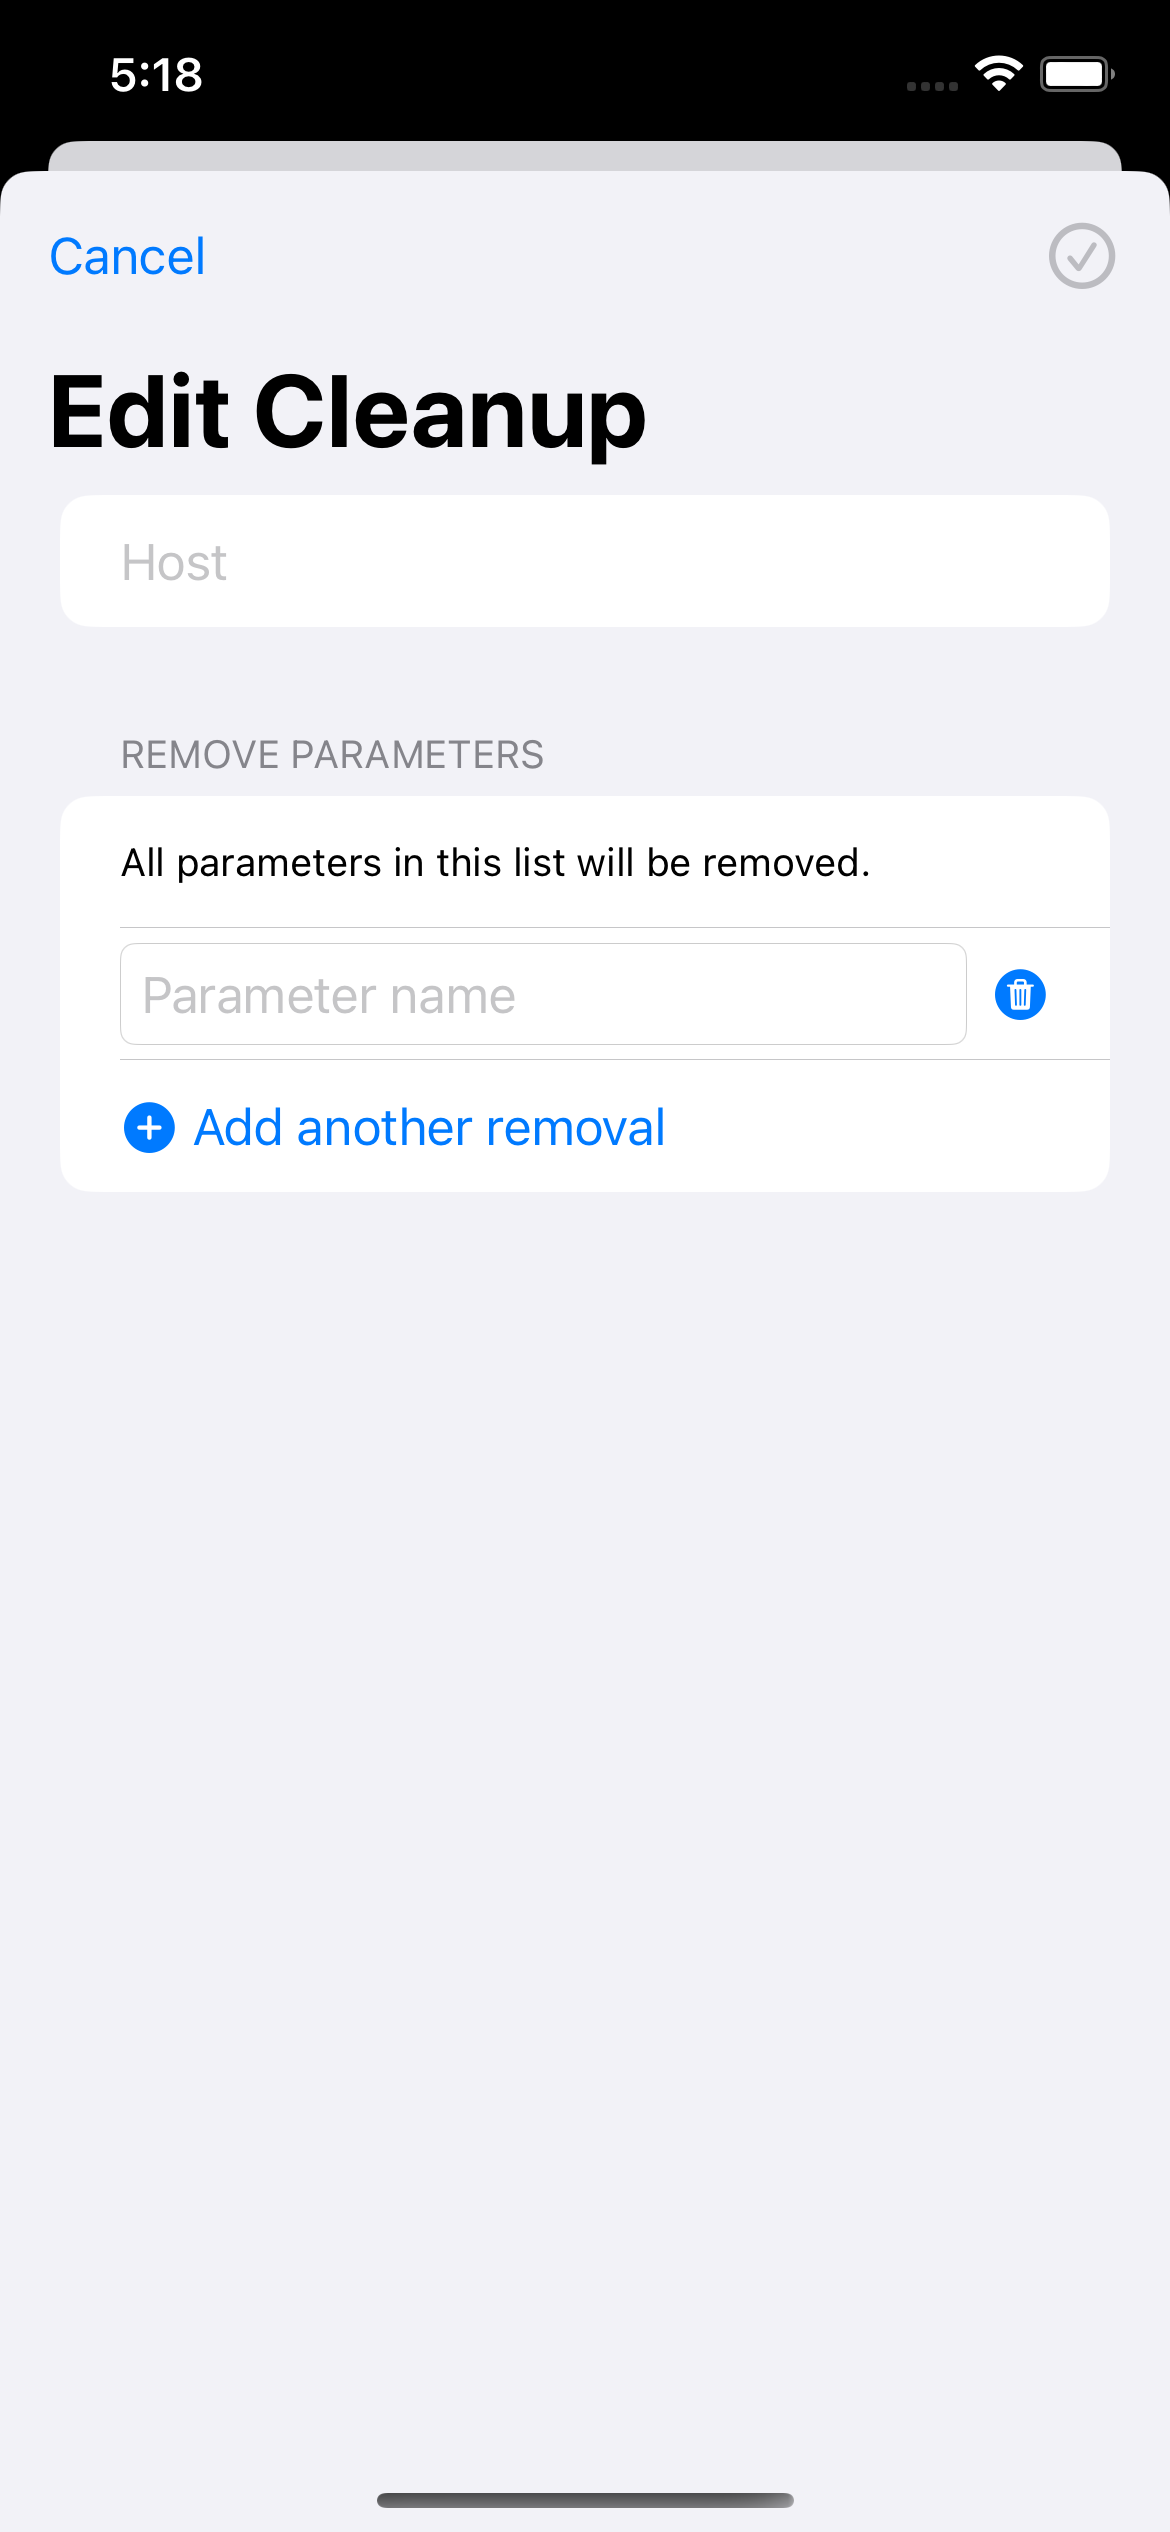 5:18
Cancel
Edit Cleanup
Host
REMOVE PARAMETERS
All parameters in this list will be removed.
Parameter name
Add another removal